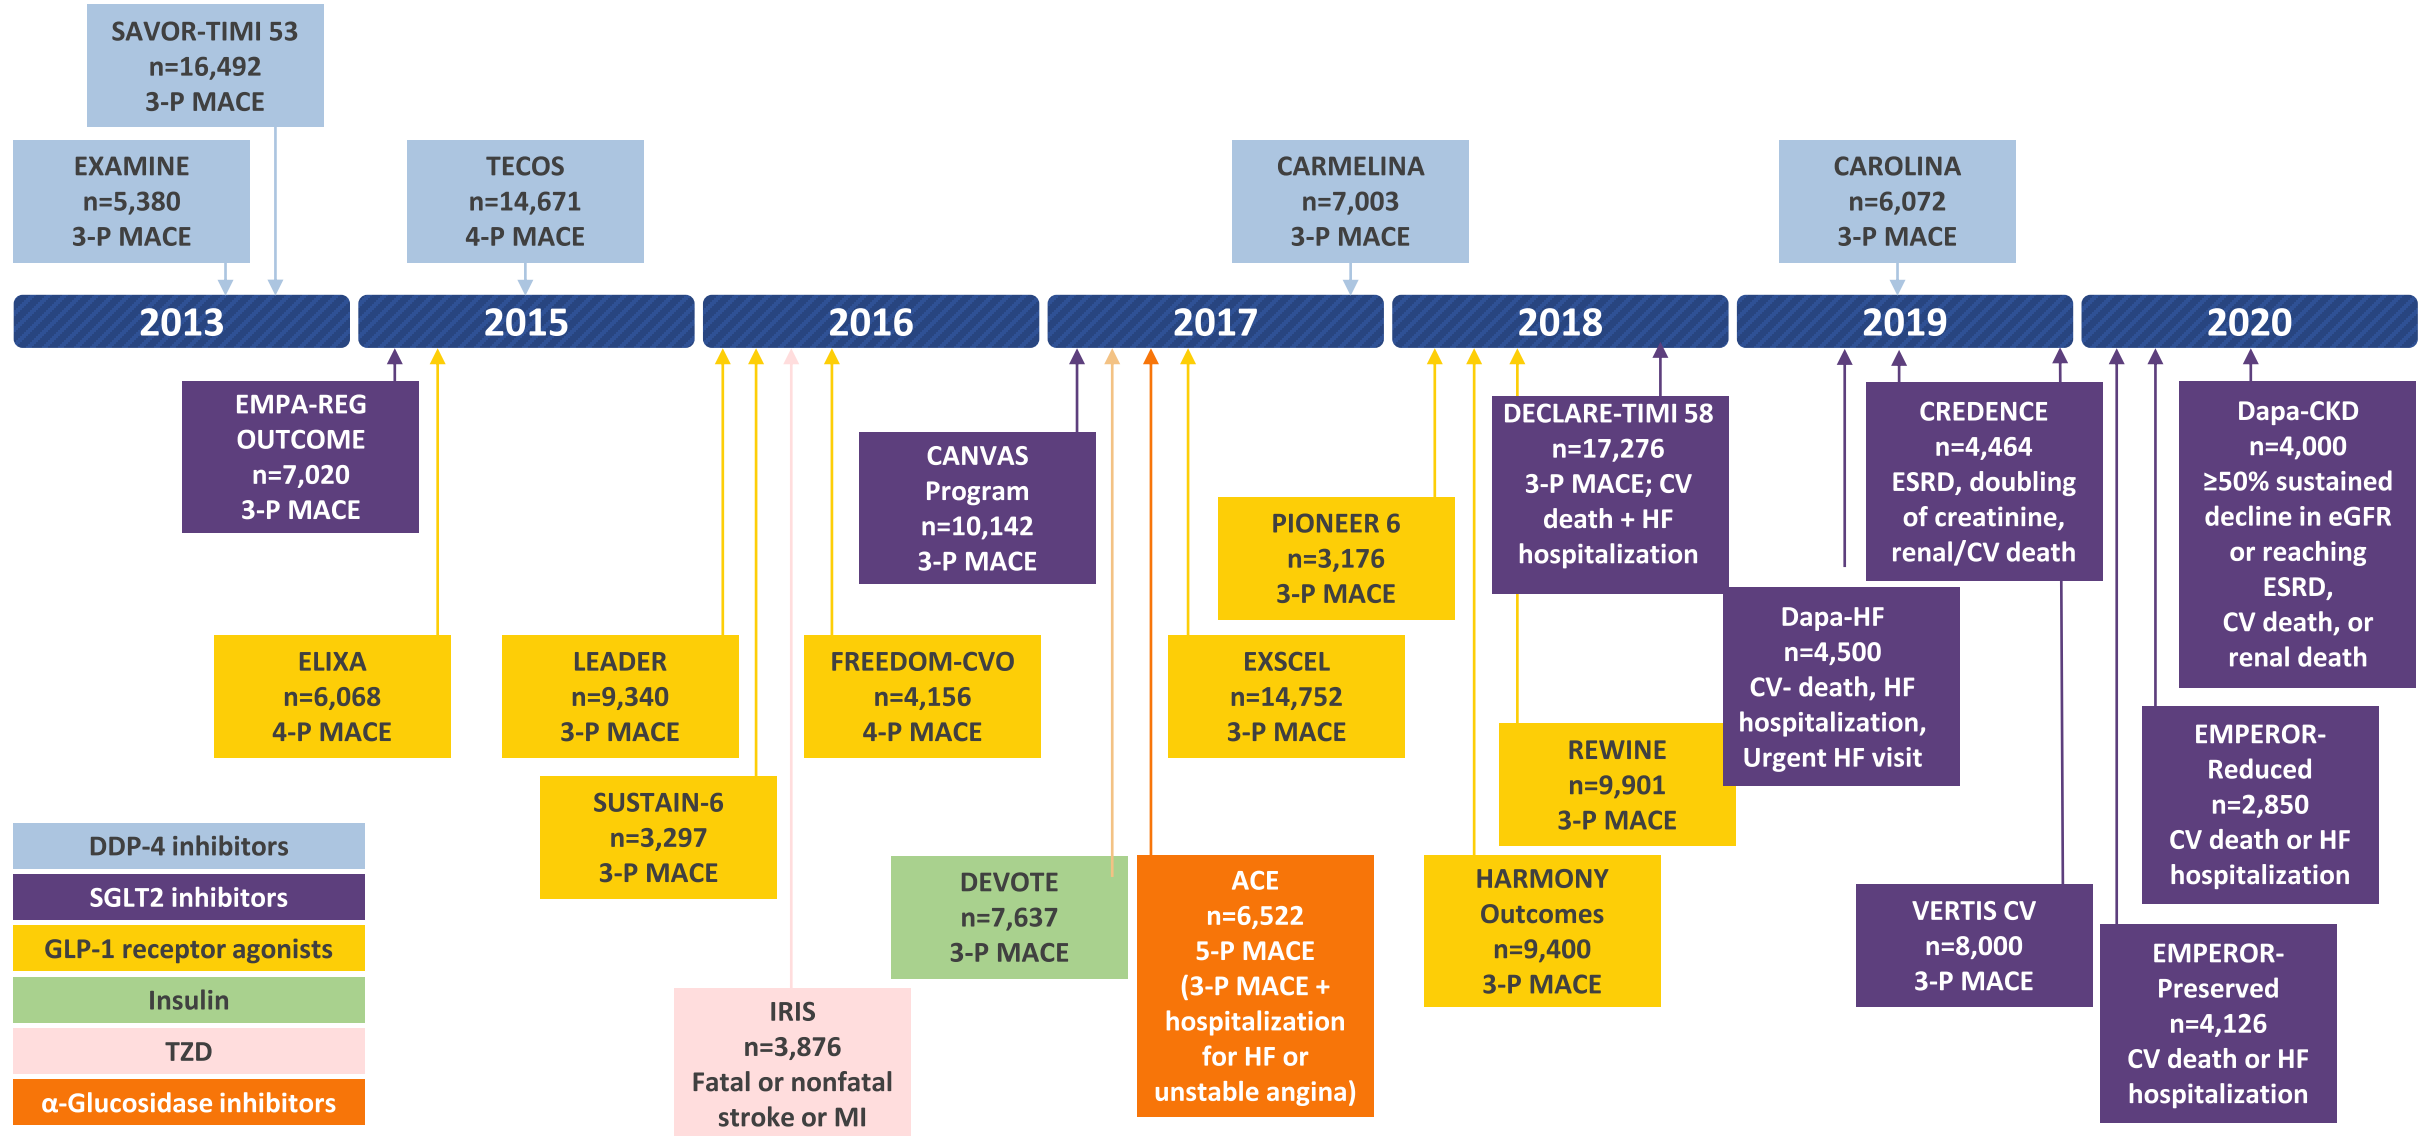 SAVOR-TIMI 53
n=16,492
3-P MACE
EXAMINE
n=5,380
3-P MACE
TECOS
n=14,671
4-P MACE
CARMELINA
n=7,003
3-P MACE
CAROLINA
n=6,072
3-P MACE
2013
2015
2016
2017
2018
2019
2020
EMPA-REG
OUTCOME
n=7,020
3-P MACE
CANVAS
Program
n=10,142
3-P MACE
DECLARE-TIMI 58
n=17,276
3-P MACE; CV
death + HF
hospitalization
CREDENCE
n=4,464
ESRD, doubling
of creatinine,
renal/CV death
Dapa-CKD
n=4,000
≥50% sustained
decline in eGFR
or reaching
ESRD,
CV death, or
renal death
PIONEER 6
n=3,176
3-P MACE
Dapa-HF
n=4,500
CV- death, HF
hospitalization,
Urgent HF visit
ELIXA
n=6,068
4-P MACE
LEADER
n=9,340
3-P MACE
FREEDOM-CVO
n=4,156
4-P MACE
EXSCEL
n=14,752
3-P MACE
REWINE
n=9,901
3-P MACE
EMPEROR-
Reduced
n=2,850
CV death or HF
hospitalization
SUSTAIN-6
n=3,297
3-P MACE
DEVOTE
n=7,637
3-P MACE
ACE
n=6,522
5-P MACE
(3-P MACE +
hospitalization
for HF or
unstable angina)
HARMONY
Outcomes
n=9,400
3-P MACE
VERTIS CV
n=8,000
3-P MACE
EMPEROR-
Preserved
n=4,126
CV death or HF
hospitalization
IRIS
n=3,876
Fatal or nonfatal
stroke or MI
DDP-4 inhibitors
SGLT2 inhibitors
GLP-1 receptor agonists
Insulin
TZD
α-Glucosidase inhibitors